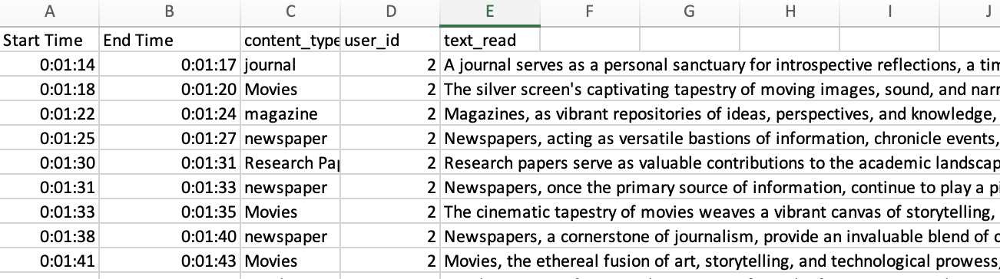 A B C D E F G H I J
Start Time End Time content_type user_id text_read
0:01:14 0:01:17 journal 2 A journal serves as a personal sanctuary for introspective reflections, a
0:01:18 0:01:20 Movies 2 The silver screen's captivating tapestry of moving images, sound, and
0:01:22 0:01:24 magazine 2 Magazines, as vibrant repositories of ideas, perspectives, and knowledge,
0:01:25 0:01:27 newspaper 2 Newspapers, acting as versatile bastions of information, chronicle events,
0:01:30 0:01:31 Research 2 Research papers serve as valuable contributions to the academic
0:01:31 0:01:33 newspaper 2 Newspapers, once the primary source of information, continue to play a
0:01:33 0:01:35 Movies 2 The cinematic tapestry of movies weaves a vibrant canvas of storytelling,
0:01:38 0:01:40 newspaper 2 Newspapers, a cornerstone of journalism, provide an invaluable blend of
0:01:41 0:01:43 Movies 2 Movies, the ethereal fusion of art, storytelling, and technological prowess,